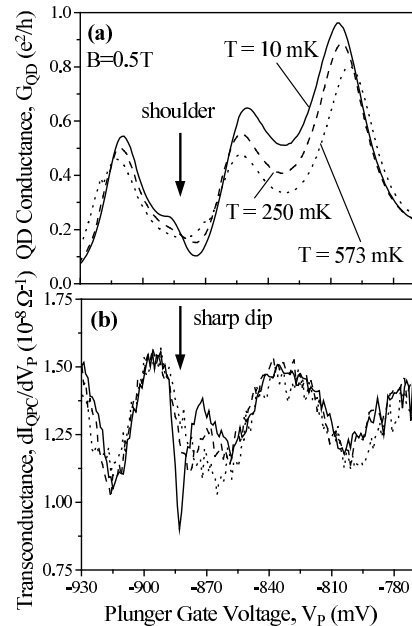 (a)
B=0.5T
T = 10 mK
shoulder
T = 250 mK
T = 573 mK
QD Conductance, G_QD (e²/h)
1.0
0.8
0.6
0.4
0.2
0.0
(b)
sharp dip
Transconductance, dI_QPC/dV_P (10⁻⁸ Ω⁻¹)
1.75
1.50
1.25
1.00
0.75
-930 -900 -870 -840 -810 -780
Plunger Gate Voltage, V_P (mV)